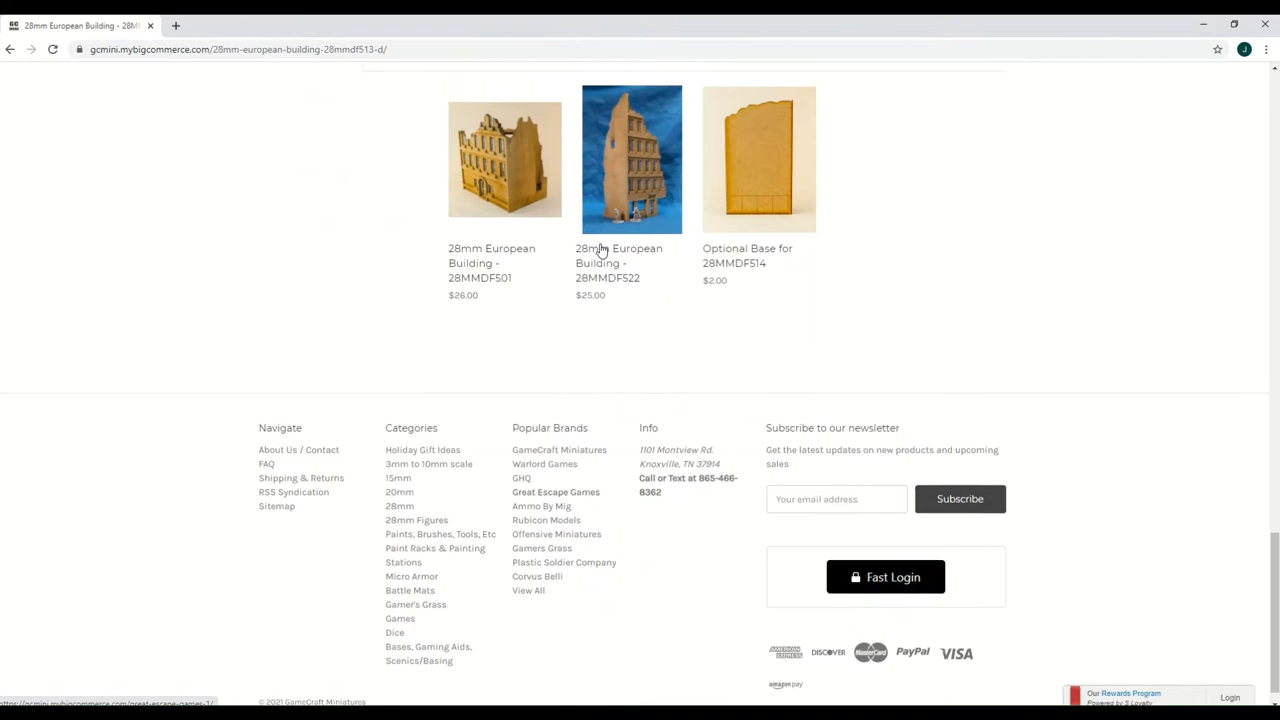 28mm European Building - 28M
gcmini.mybigcommerce.com/28mm-european-building-28mmdf513-d/
J
28mm European
Building -
28MMDF501
$26.00
28mm European
Building -
28MMDF522
$25.00
Optional Base for
28MMDF514
$2.00
Navigate
About Us / Contact
FAQ
Shipping & Returns
RSS Syndication
Sitemap
Categories
Holiday Gift Ideas
3mm to 10mm scale
15mm
20mm
28mm
28mm Figures
Paints, Brushes, Tools, Etc
Paint Racks & Painting
Stations
Micro Armor
Battle Mats
Gamer's Grass
Games
Dice
Bases, Gaming Aids,
Scenics/Basing
Popular Brands
GameCraft Miniatures
Warlord Games
GHQ
Great Escape Games
Ammo By Mig
Rubicon Models
Offensive Miniatures
Gamers Grass
Plastic Soldier Company
Corvus Belli
View All
Info
1101 Montview Rd.
Knoxville, TN 37914
Call or Text at 865-466-
8362
Subscribe to our newsletter
Get the latest updates on new products and upcoming
sales
Your email address
Subscribe
Fast Login
AMERICAN EXPRESS
DISCOVER
MasterCard
PayPal
VISA
amazon pay
https://gcmini.mybigcommerce.com/great-escape-games-1/
© 2021 GameCraft Miniatures
Our Rewards Program
Powered by S Loyalty
Login